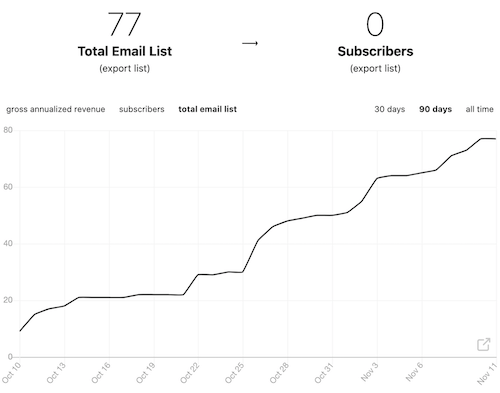 77
Total Email List
(export list)
→
0
Subscribers
(export list)
gross annualized revenue subscribers total email list 30 days 90 days all time
80
60
40
20
0
Oct 10 Oct 13 Oct 16 Oct 19 Oct 22 Oct 25 Oct 28 Oct 31 Nov 3 Nov 6 Nov 11